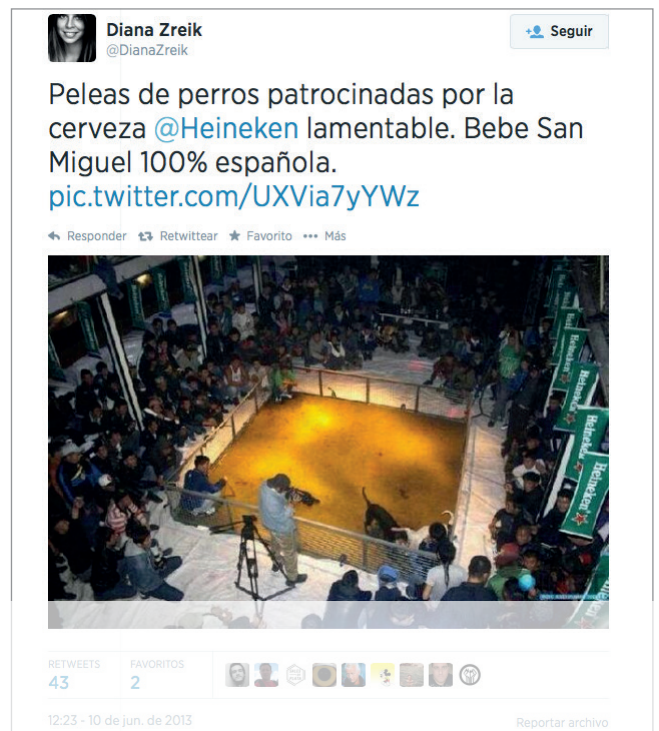 Diana Zreik
@DianaZreik
Seguir
Peleas de perros patrocinadas por la
cerveza @Heineken lamentable. Bebe San
Miguel 100% española.
pic.twitter.com/UXVia7yYWz
Responder Retwittear Favorito Más
Heineken
Heineken
Heineken
Heineken
RETWEETS FAVORITOS
43 2
12:23 - 10 de jun. de 2013 Reportar archivo